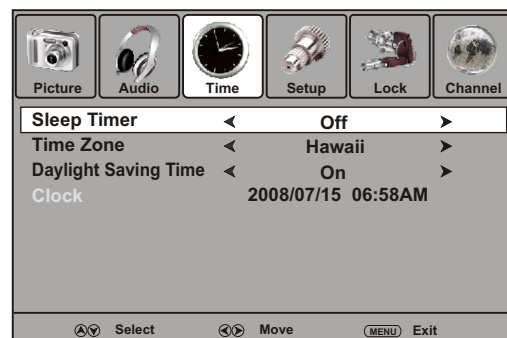 Picture Audio Time Setup Lock Channel
Sleep Timer Off
Time Zone Hawaii
Daylight Saving Time On
Clock 2008/07/15 06:58AM
Select Move MENU Exit